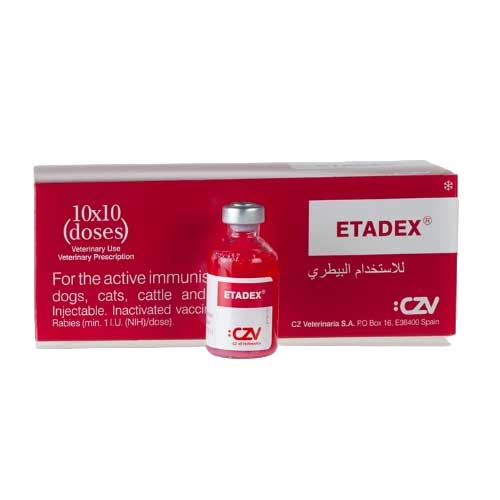 10x10
(doses)
Veterinary Use
Veterinary Prescription
For the active immunis
dogs, cats, cattle and
Injectable. Inactivated vaccin
Rabies (min. 1 I.U. (NIH)/dose).
ETADEX®
للاستخدام البيطري
:CZV
CZ Veterinaria S.A. P.O Box 16, E36400 Spain
ETADEX®
:CZV